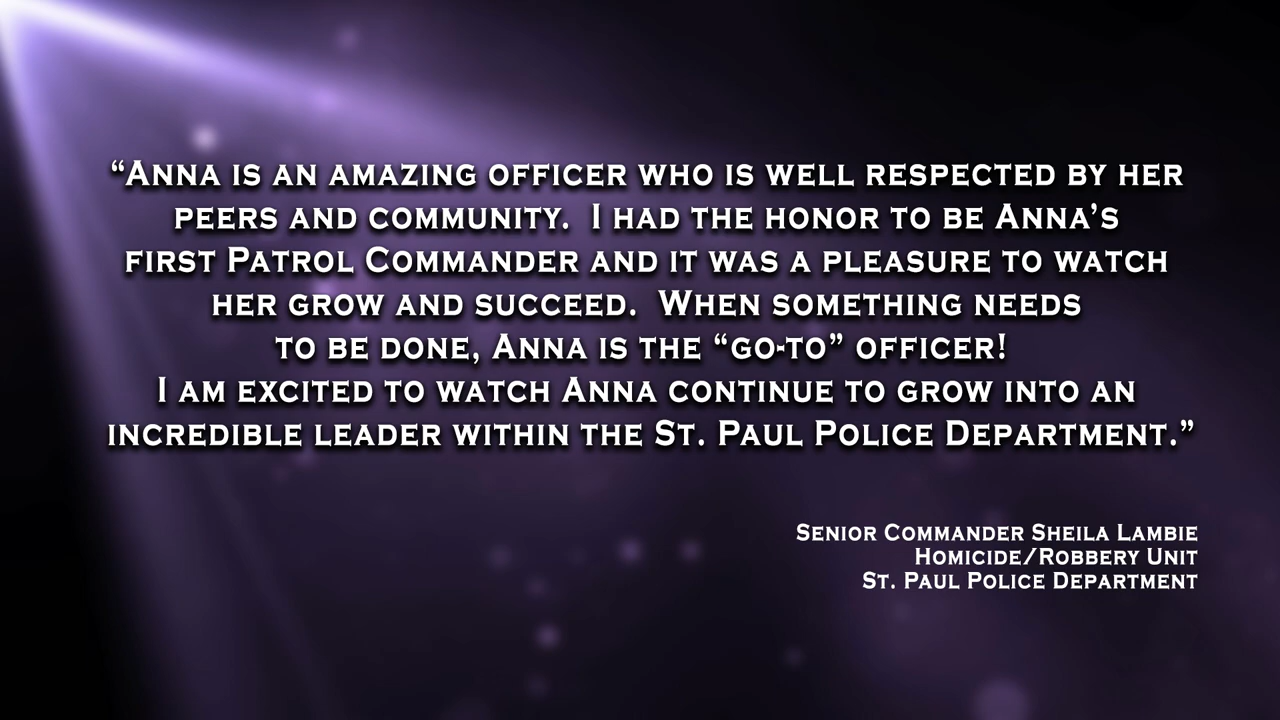 “Anna is an amazing officer who is well respected by her
peers and community.  I had the honor to be Anna’s
first Patrol Commander and it was a pleasure to watch
her grow and succeed.  When something needs
to be done, Anna is the “go-to” officer!
I am excited to watch Anna continue to grow into an
incredible leader within the St. Paul Police Department.”
Senior Commander Sheila Lambie
Homicide/Robbery Unit
St. Paul Police Department